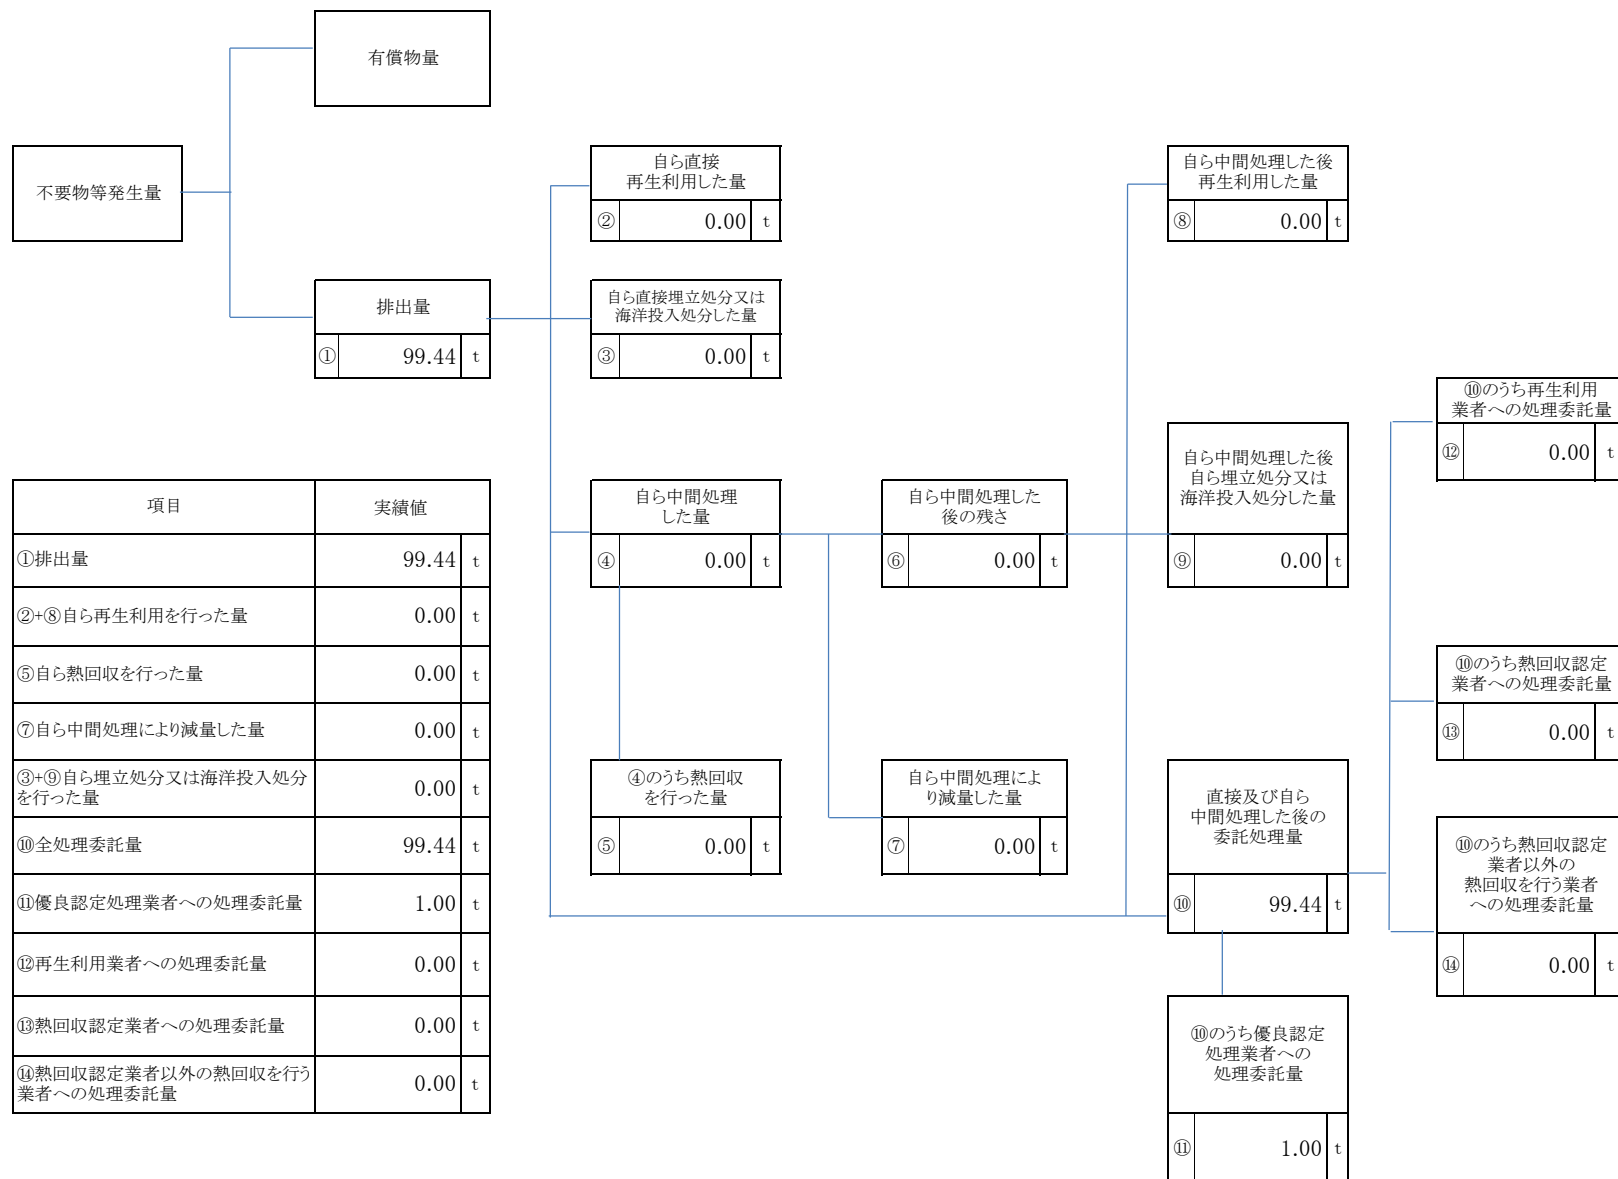 有償物量
不要物等発生量
排出量
① 99.44 t
自ら直接
再生利用した量
② 0.00 t
自ら直接埋立処分又は
海洋投入処分した量
③ 0.00 t
自ら中間処理
した量
④ 0.00 t
④のうち熱回収
を行った量
⑤ 0.00 t
自ら中間処理した
後の残さ
⑥ 0.00 t
自ら中間処理によ
り減量した量
⑦ 0.00 t
自ら中間処理した後
再生利用した量
⑧ 0.00 t
自ら中間処理した後
自ら埋立処分又は
海洋投入処分した量
⑨ 0.00 t
直接及び自ら
中間処理した後の
委託処理量
⑩ 99.44 t
⑩のうち優良認定
処理業者への
処理委託量
⑪ 1.00 t
⑩のうち再生利用
業者への処理委託量
⑫ 0.00 t
⑩のうち熱回収認定
業者への処理委託量
⑬ 0.00 t
⑩のうち熱回収認定
業者以外の
熱回収を行う業者
への処理委託量
⑭ 0.00 t
項目 実績値
①排出量 99.44 t
②+⑧自ら再生利用を行った量 0.00 t
⑤自ら熱回収を行った量 0.00 t
⑦自ら中間処理により減量した量 0.00 t
③+⑨自ら埋立処分又は海洋投入処分
を行った量 0.00 t
⑩全処理委託量 99.44 t
⑪優良認定処理業者への処理委託量 1.00 t
⑫再生利用業者への処理委託量 0.00 t
⑬熱回収認定業者への処理委託量 0.00 t
⑭熱回収認定業者以外の熱回収を行う
業者への処理委託量 0.00 t